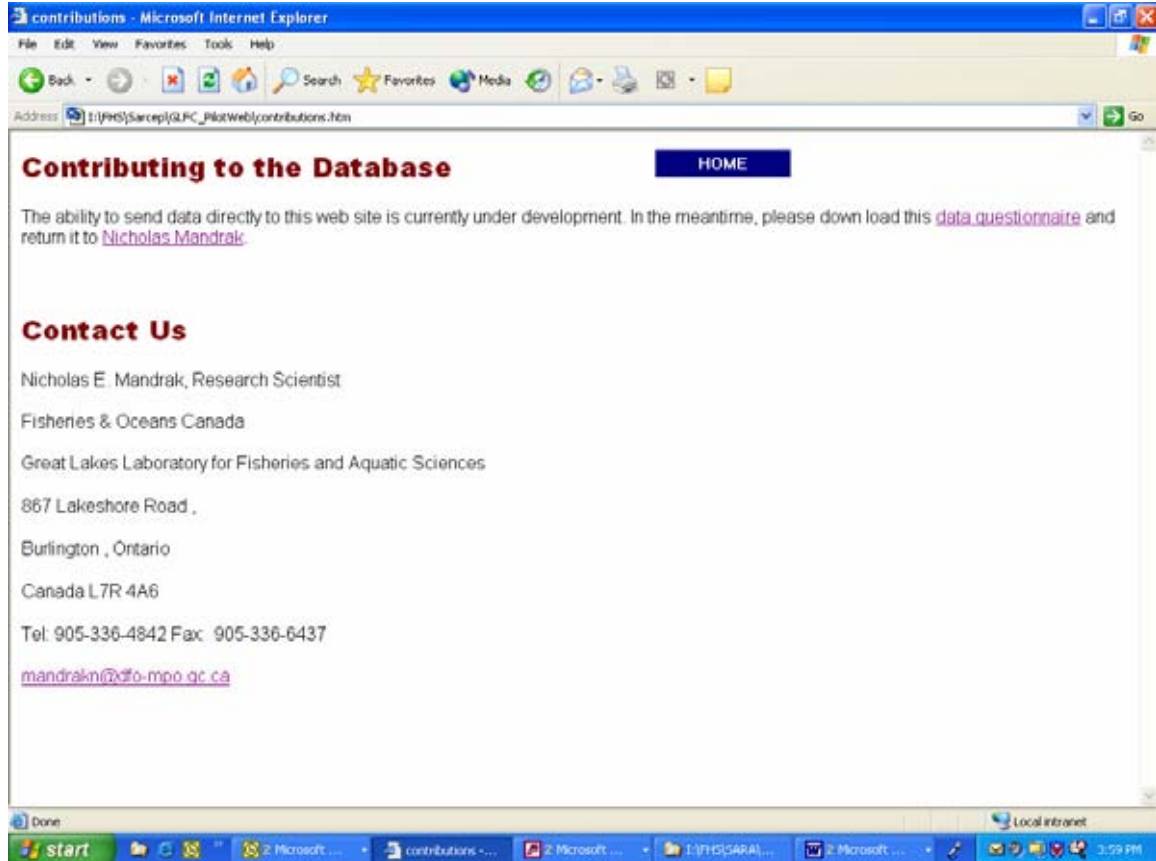 contributions - Microsoft Internet Explorer
File Edit View Favorites Tools Help
Back Search Favorites Media
Address I:\FHS\Sarcep\GLFC_PilotWeb\contributions.htm Go
Contributing to the Database
HOME
The ability to send data directly to this web site is currently under development. In the meantime, please down load this data questionnaire and
return it to Nicholas Mandrak.
Contact Us
Nicholas E. Mandrak, Research Scientist
Fisheries & Oceans Canada
Great Lakes Laboratory for Fisheries and Aquatic Sciences
867 Lakeshore Road ,
Burlington , Ontario
Canada L7R 4A6
Tel: 905-336-4842 Fax: 905-336-6437
mandrakn@dfo-mpo.gc.ca
Done Local intranet
start 2 Microsoft ... contributions -... 2 Microsoft ... I:\FHS\SARA\... 2 Microsoft ... 3:59 PM